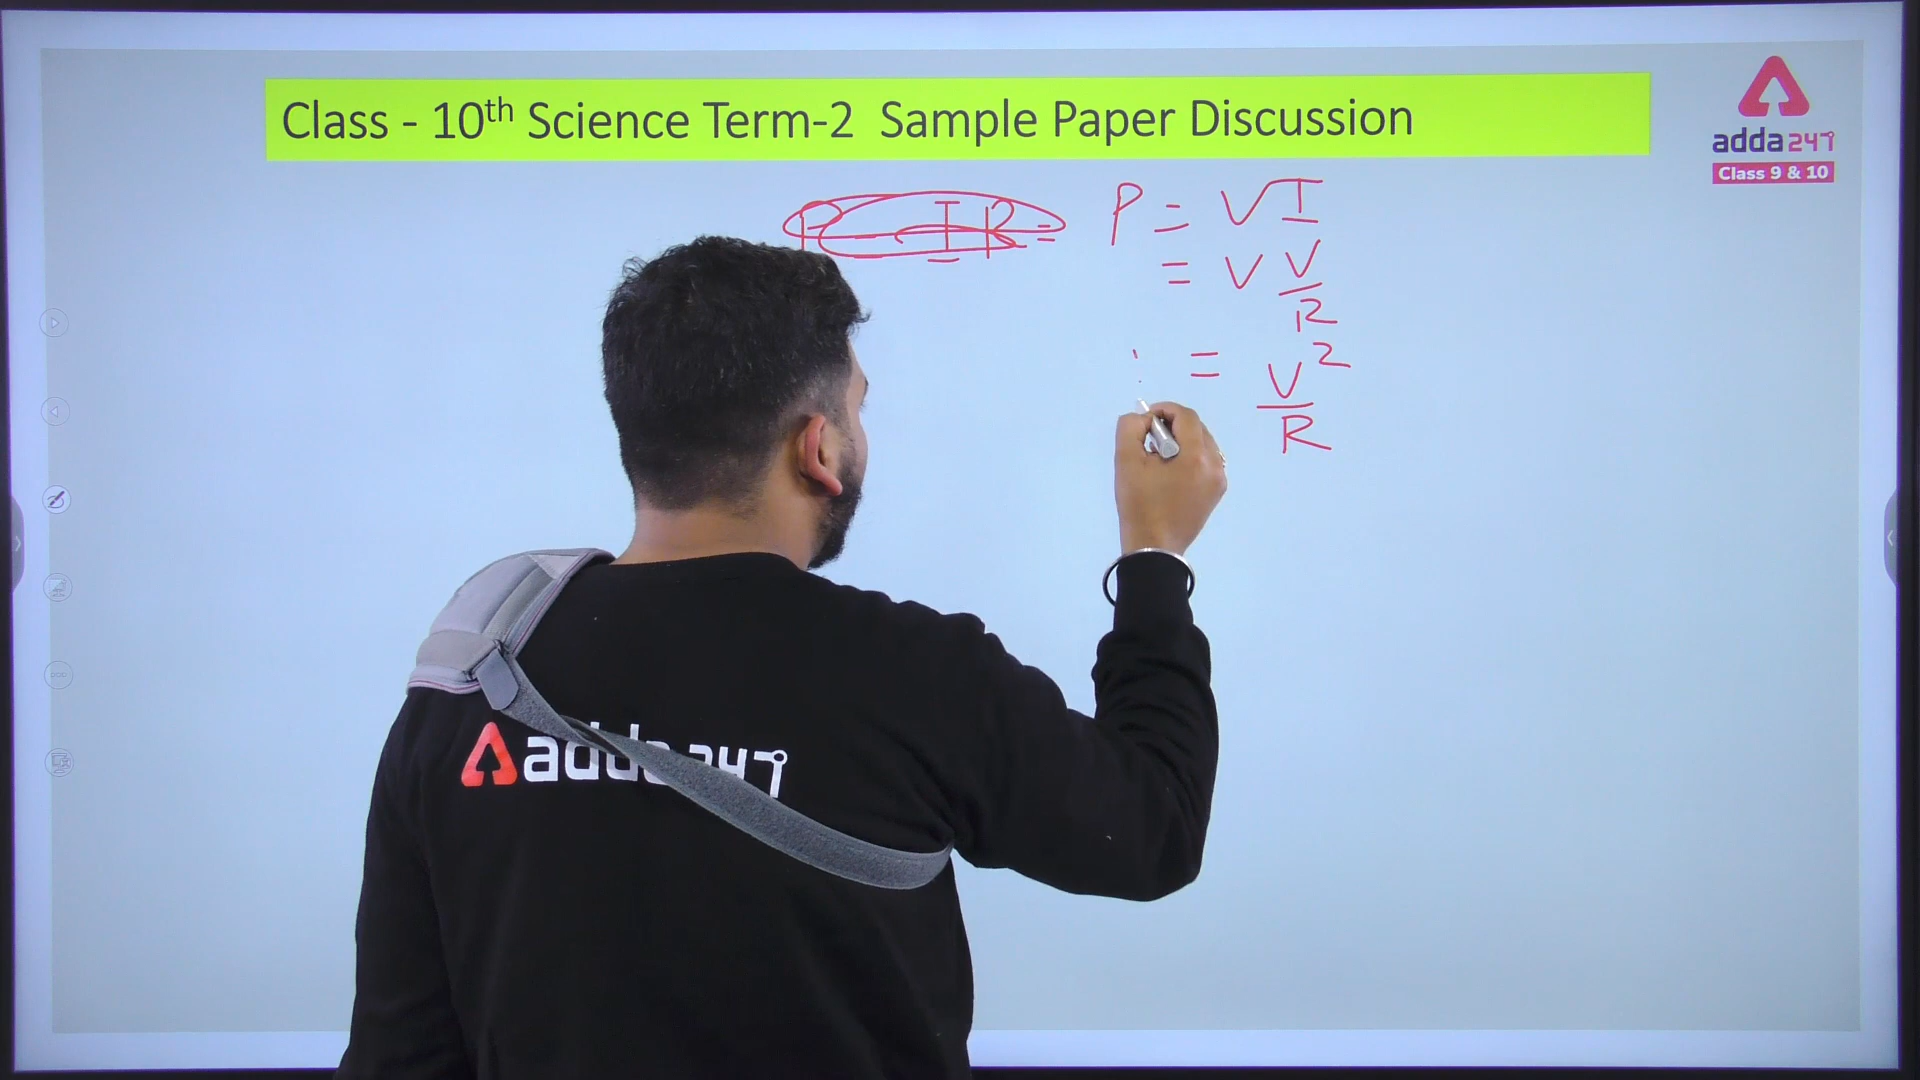 Class - 10th Science Term-2 Sample Paper Discussion
adda247
Class 9 & 10
P = VI
= V V/R
= V²/R
I R
adda247